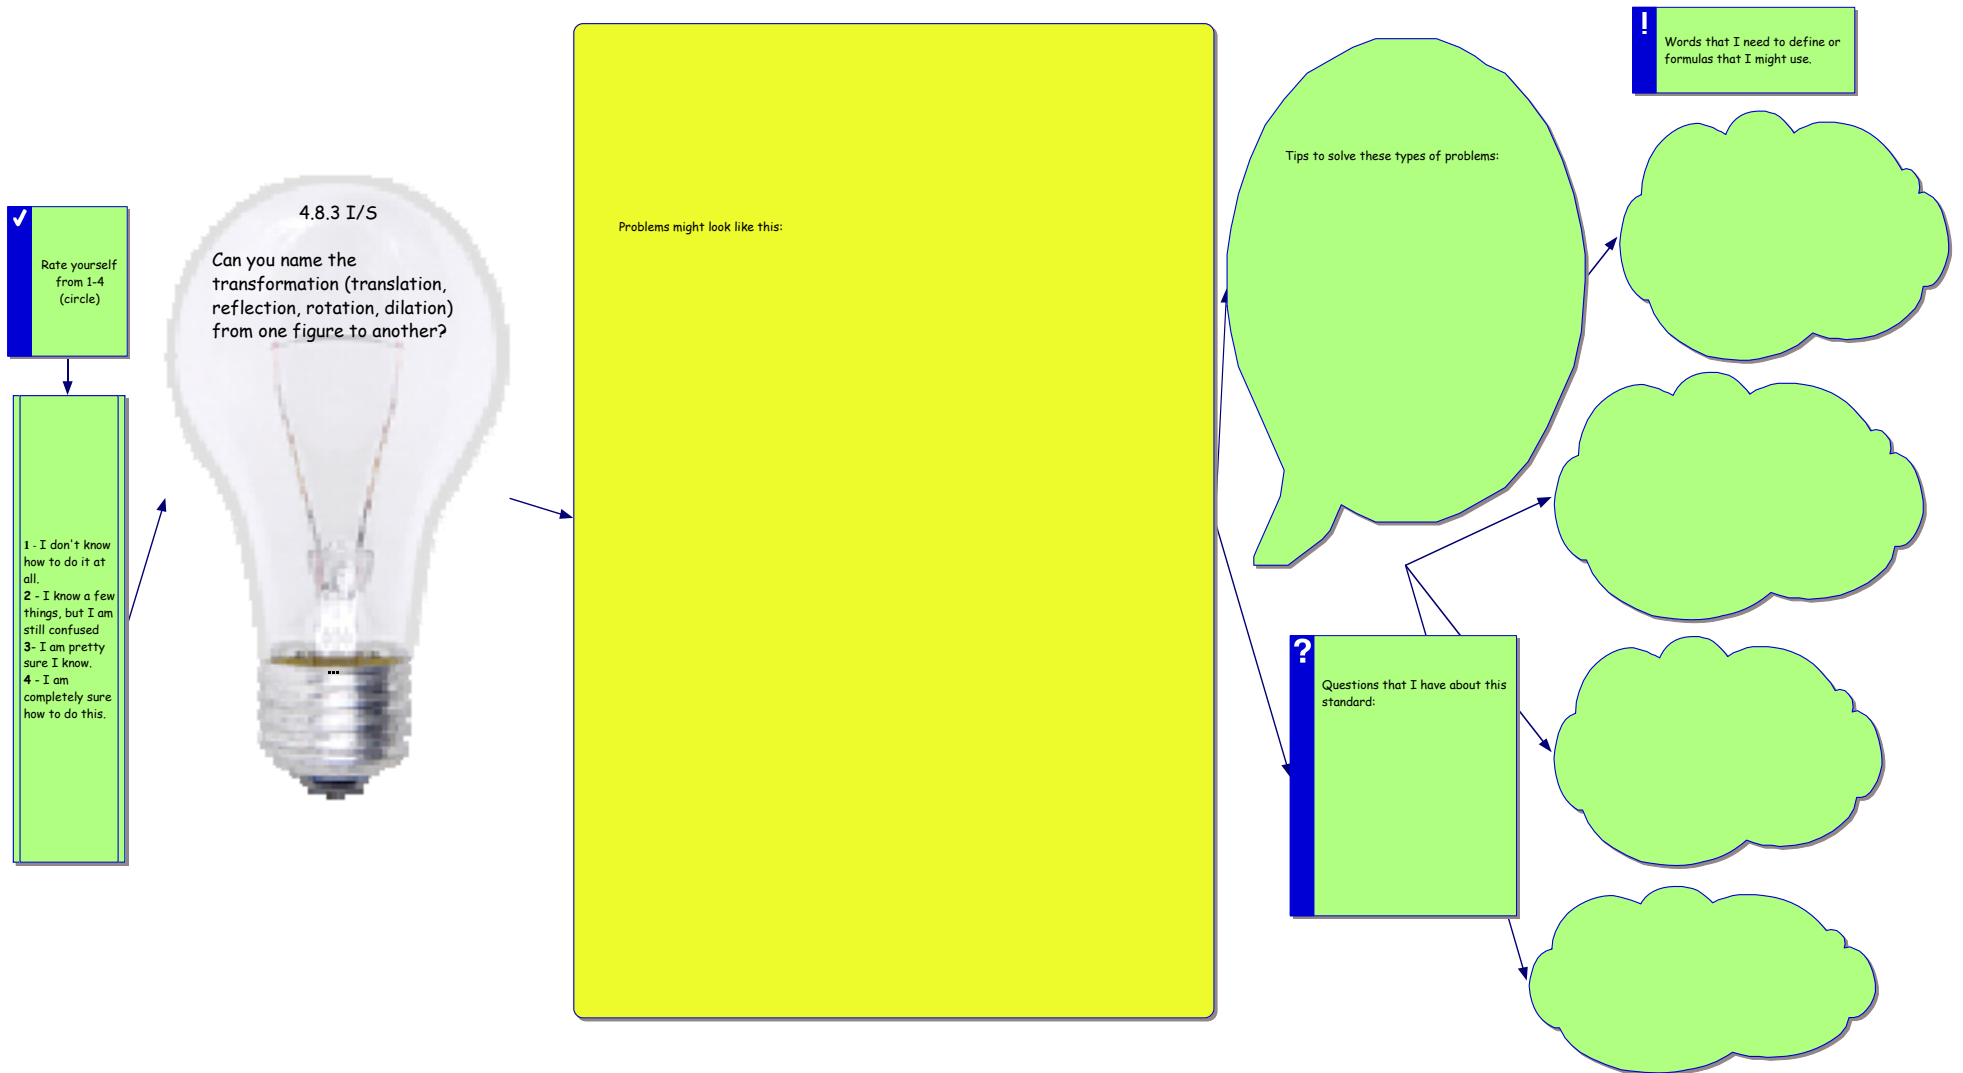 Rate yourself
from 1-4
(circle)
1 - I don't know
how to do it at
all.
2 - I know a few
things, but I am
still confused
3- I am pretty
sure I know.
4 - I am
completely sure
how to do this.
4.8.3 I/S
Can you name the
transformation (translation,
reflection, rotation, dilation)
from one figure to another?
...
Problems might look like this:
Tips to solve these types of problems:
?
Questions that I have about this
standard:
!
Words that I need to define or
formulas that I might use.